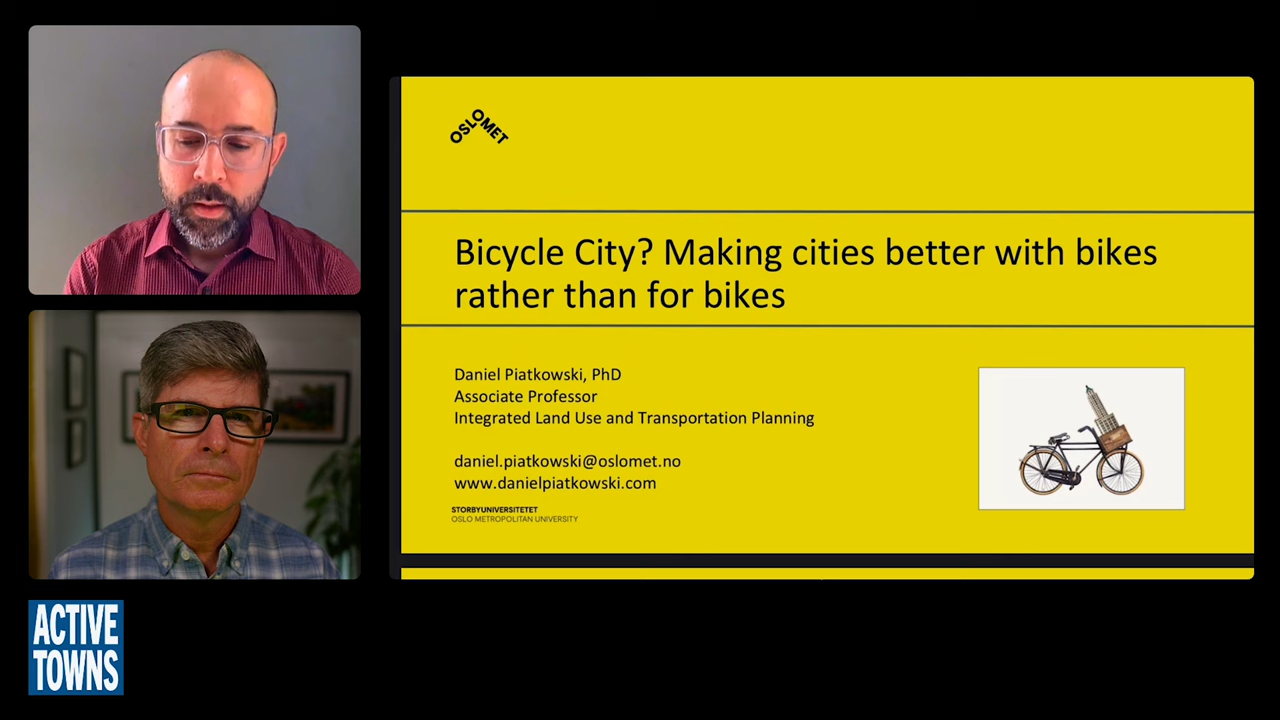 OSLOMET
Bicycle City? Making cities better with bikes
rather than for bikes
Daniel Piatkowski, PhD
Associate Professor
Integrated Land Use and Transportation Planning
daniel.piatkowski@oslomet.no
www.danielpiatkowski.com
STORBYUNIVERSITETET
OSLO METROPOLITAN UNIVERSITY
ACTIVE
TOWNS